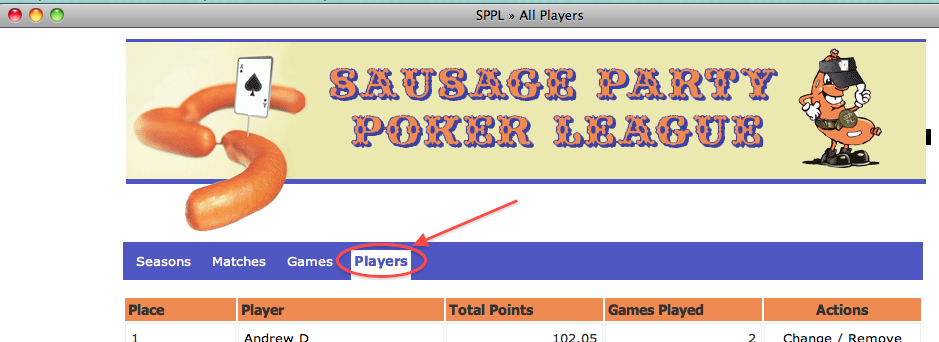 SPPL » All Players
A
SAUSAGE PARTY
POKER LEAGUE
Seasons Matches Games Players
Place Player Total Points Games Played Actions
1 Andrew D 102.05 2 Change / Remove